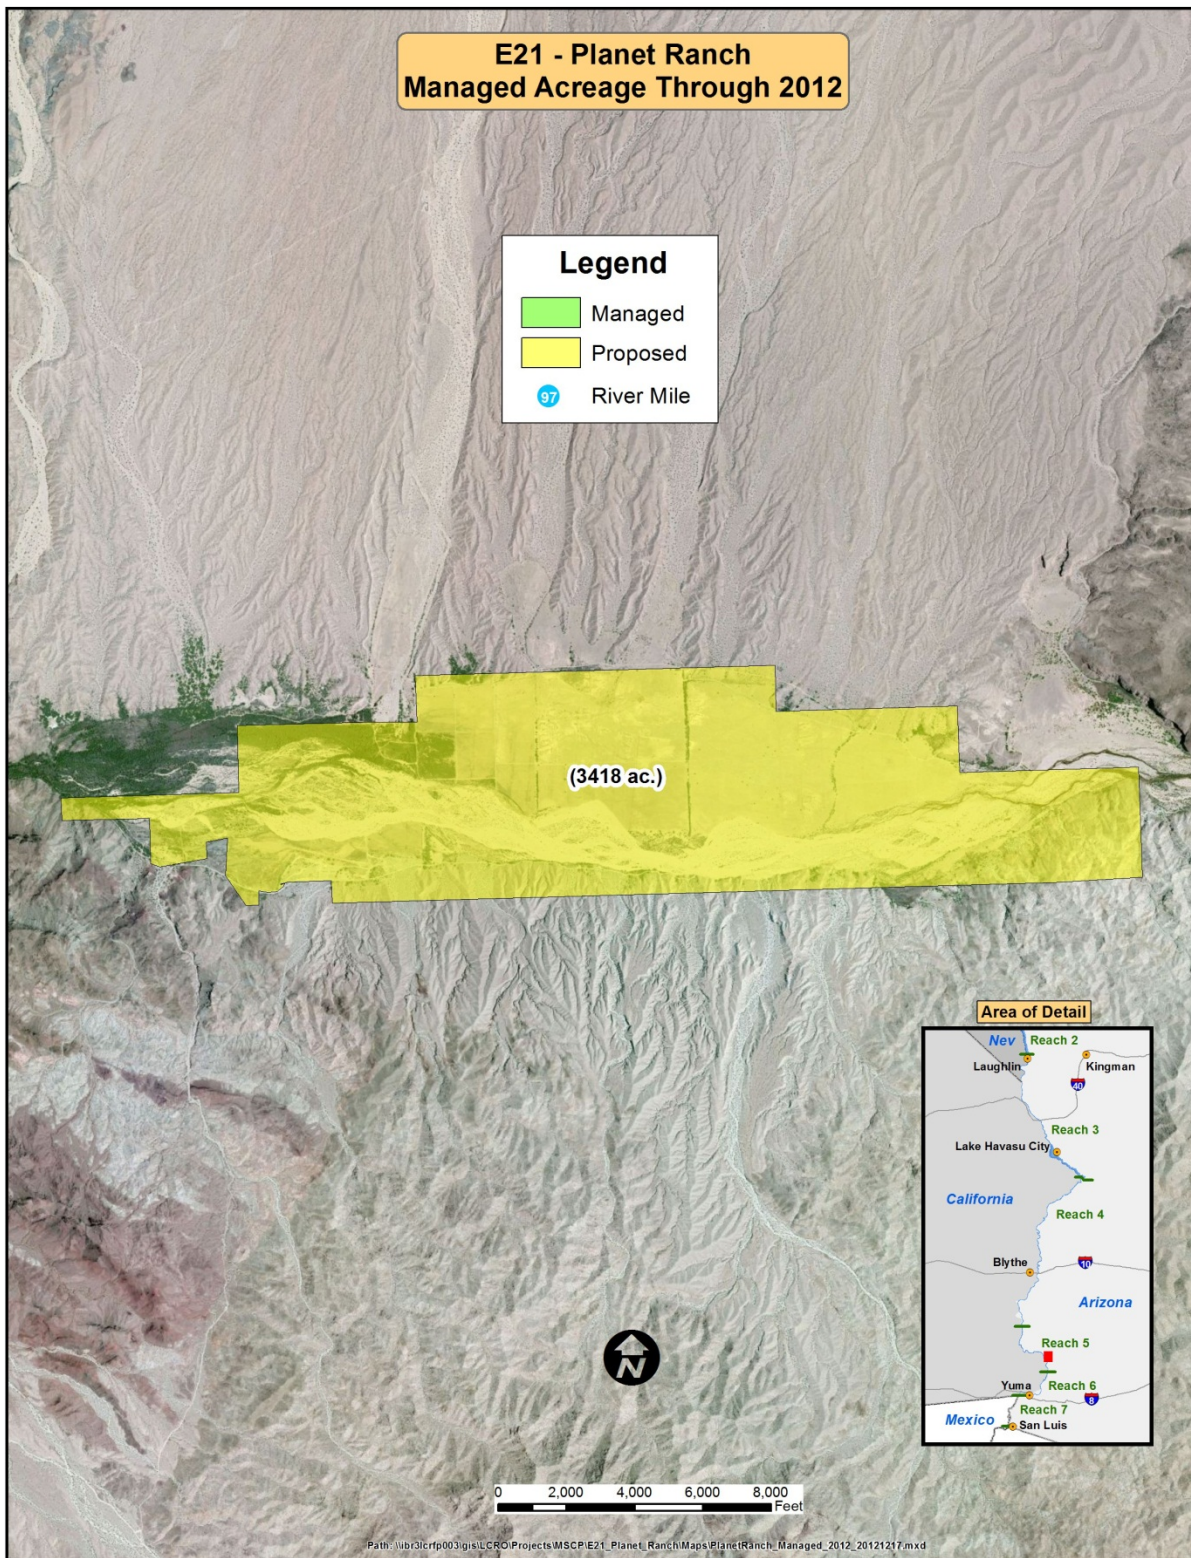 E21 - Planet Ranch
Managed Acreage Through 2012
Legend
Managed
Proposed
97 River Mile
(3418 ac.)
Area of Detail
Nev Reach 2
Laughlin Kingman
40
Reach 3
Lake Havasu City
California
Reach 4
Blythe
10
Arizona
Reach 5
Yuma Reach 6
8
Reach 7
Mexico San Luis
N
0 2,000 4,000 6,000 8,000
Feet
Path: \\ibr3lcrfp003\gis\LCRO\Projects\MSCP\E21_Planet_Ranch\Maps\PlanetRanch_Managed_2012_20121217.mxd